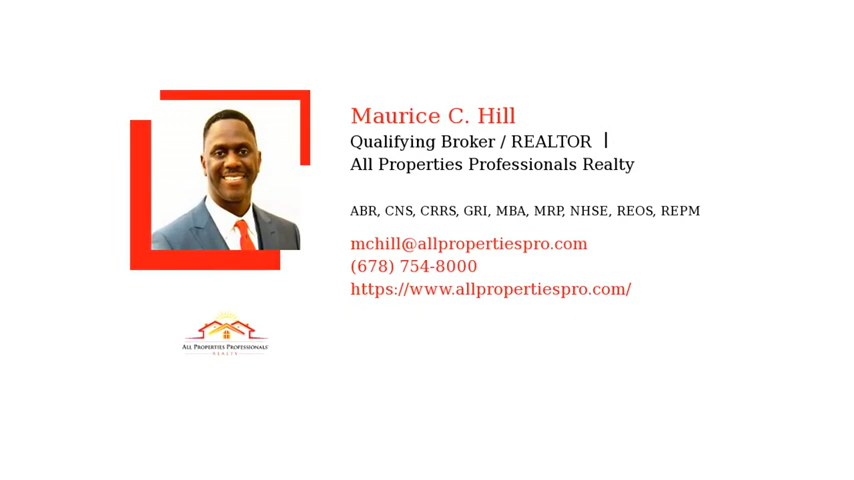 Maurice C. Hill
Qualifying Broker / REALTOR |
All Properties Professionals Realty
ABR, CNS, CRRS, GRI, MBA, MRP, NHSE, REOS, REPM
mchill@allpropertiespro.com
(678) 754-8000
https://www.allpropertiespro.com/
All Properties Professionals
REALTY